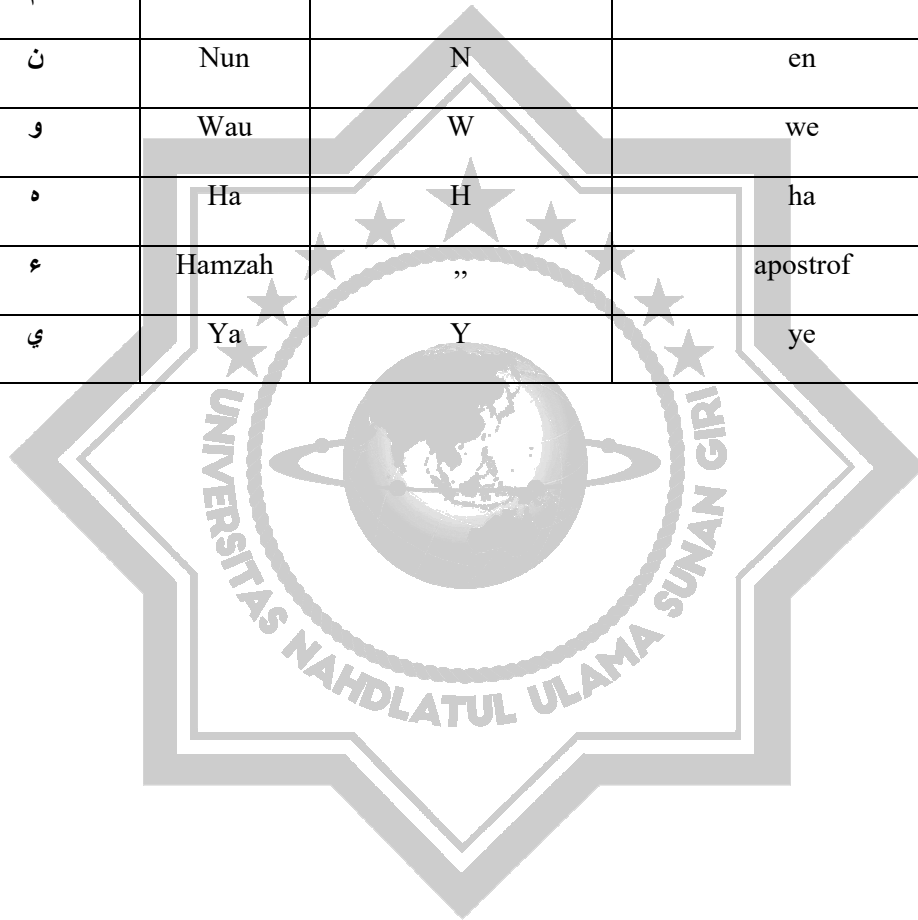 ن Nun N en
و Wau W we
ه Ha H ha
ء Hamzah ” apostrof
ي Ya Y ye
UNIVERSITAS NAHDLATUL ULAMA SUNAN GIRI